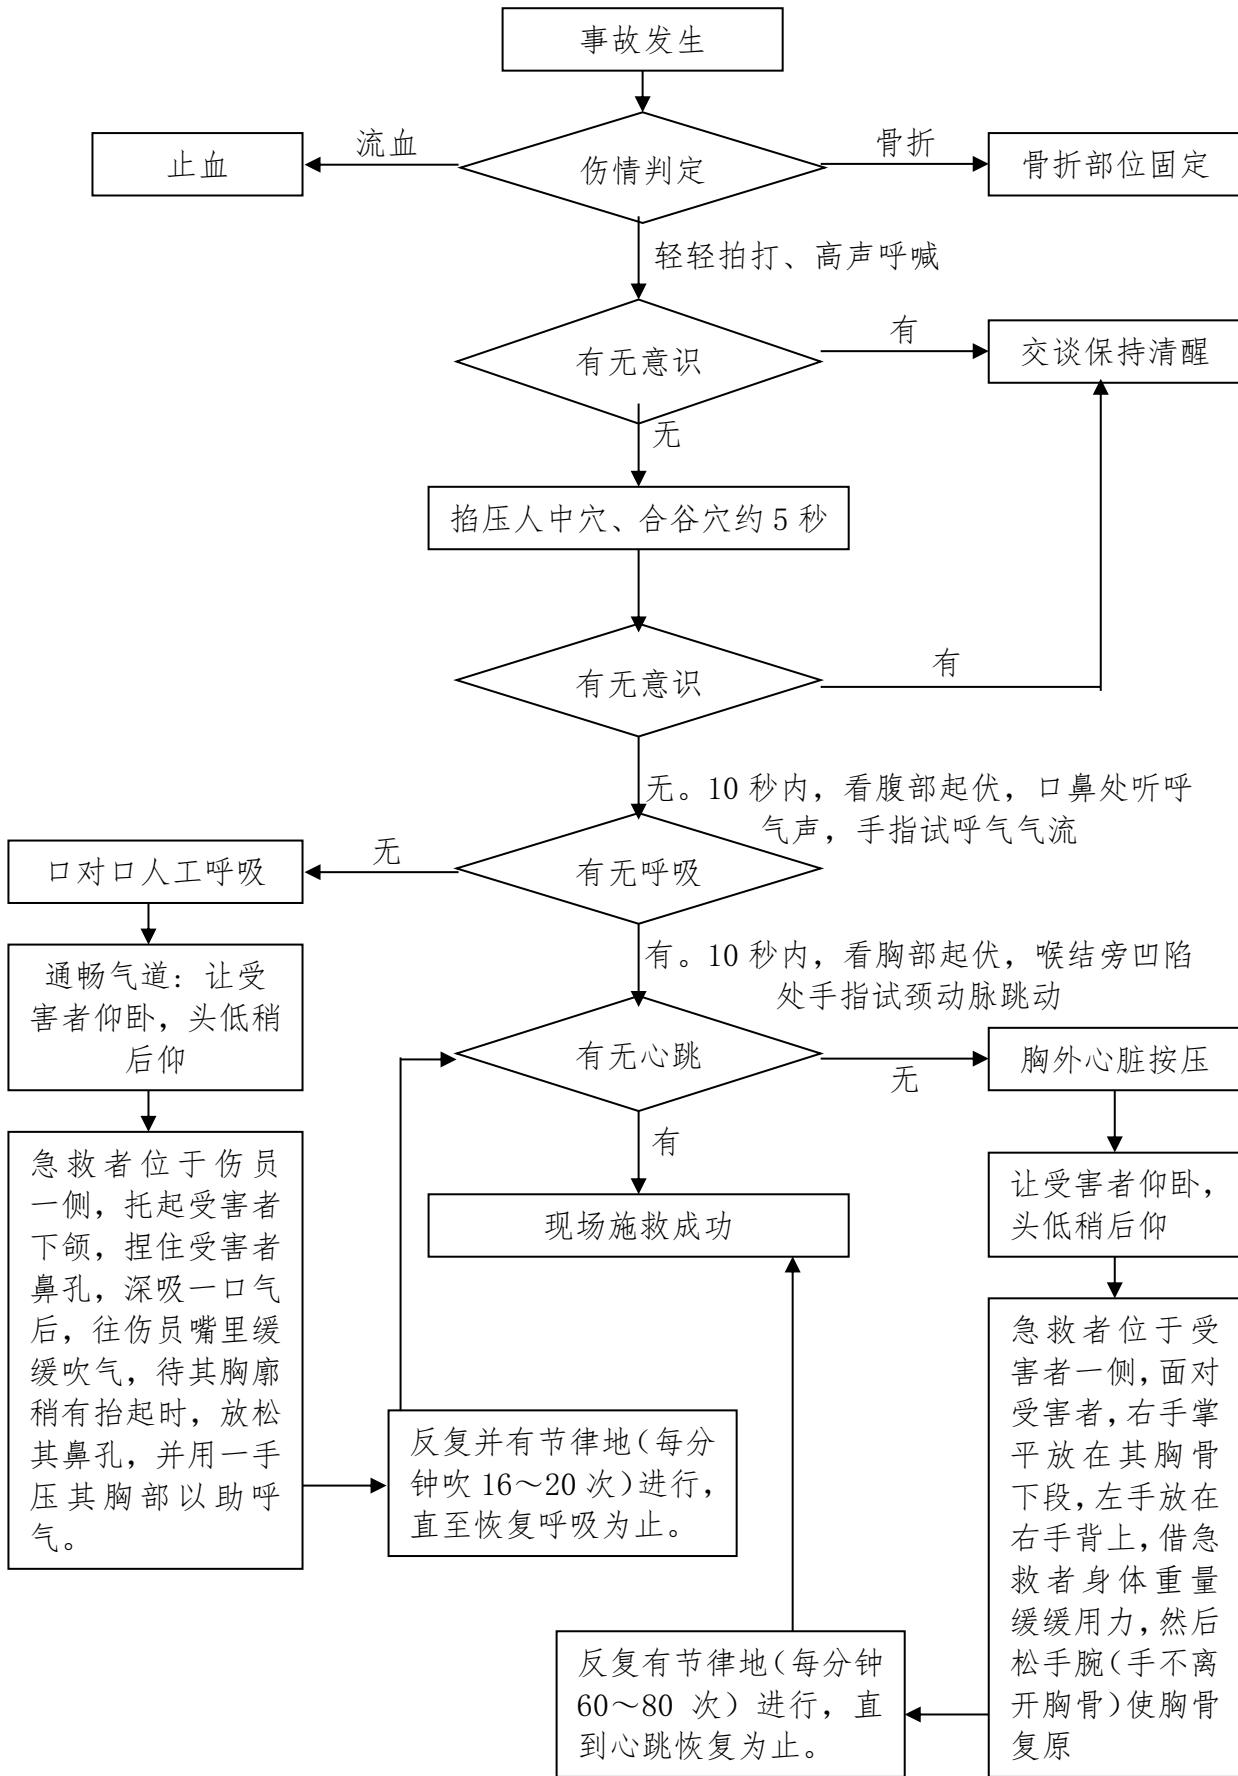 事故发生
流血
骨折
止血
伤情判定
骨折部位固定
轻轻拍打、高声呼喊
有
有无意识
交谈保持清醒
无
掐压人中穴、合谷穴约5秒
有无意识
有
无。10秒内，看腹部起伏，口鼻处听呼
气声，手指试呼气气流
无
口对口人工呼吸
有无呼吸
有。10秒内，看胸部起伏，喉结旁凹陷
处手指试颈动脉跳动
通畅气道：让受
害者仰卧，头低稍
后仰
有无心跳
无
胸外心脏按压
有
急救者位于伤员
一侧，托起受害者
下颌，捏住受害者
鼻孔，深吸一口气
后，往伤员嘴里缓
缓吹气，待其胸廓
稍有抬起时，放松
其鼻孔，并用一手
压其胸部以助呼
气。
现场施救成功
让受害者仰卧，
头低稍后仰
反复并有节律地（每分
钟吹16～20次）进行，
直至恢复呼吸为止。
急救者位于受
害者一侧，面对
受害者，右手掌
平放在其胸骨
下段，左手放在
右手背上，借急
救者身体重量
缓缓用力，然后
松手腕（手不离
开胸骨）使胸骨
复原
反复有节律地（每分钟
60～80 次）进行，直
到心跳恢复为止。